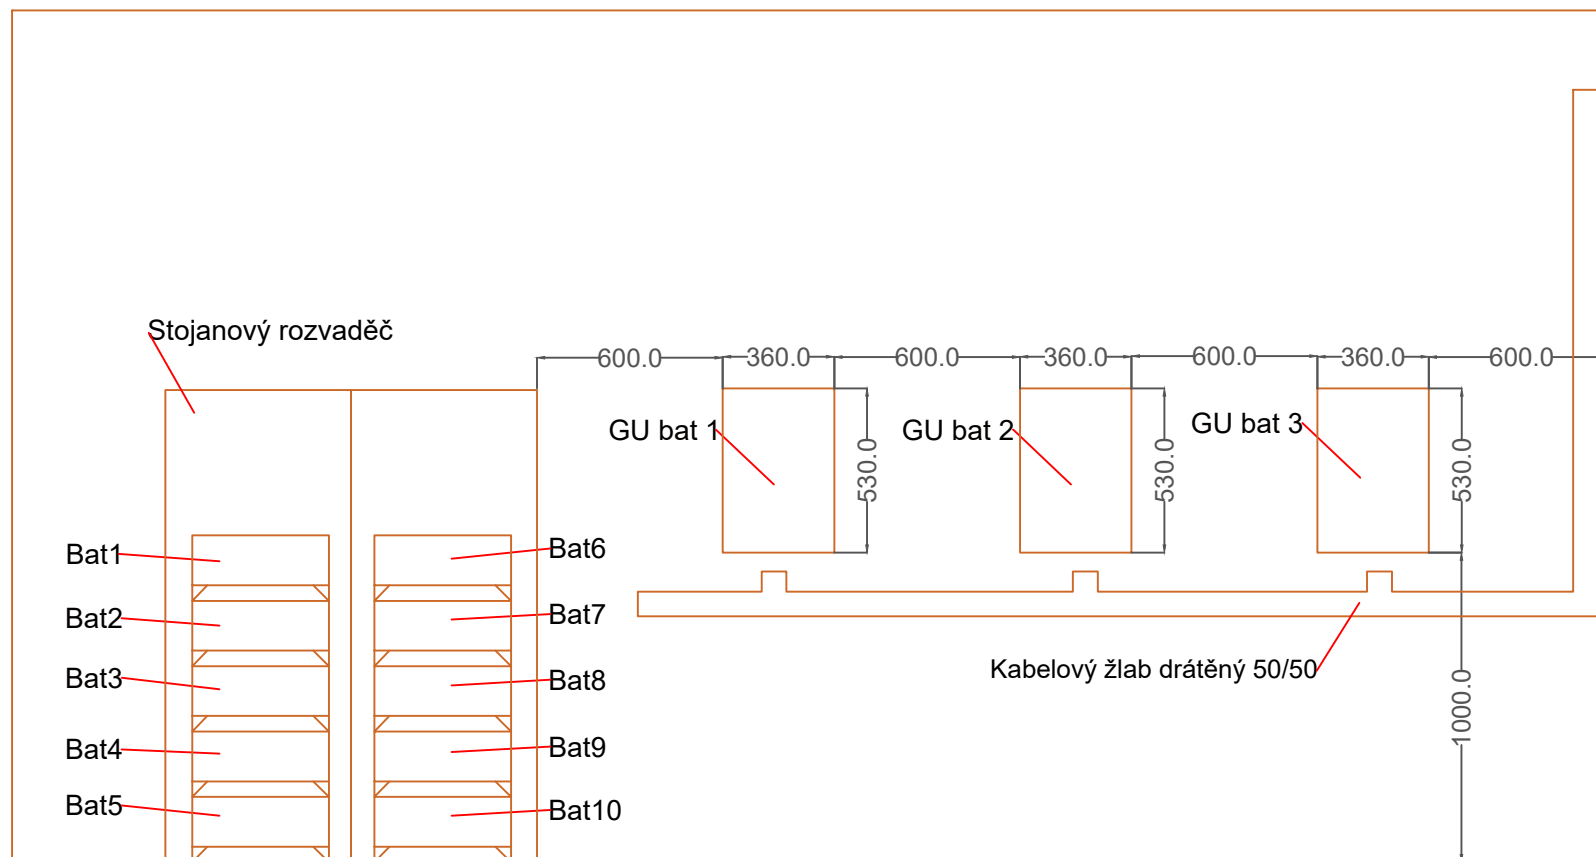 Stojanový rozvaděč
600.0
360.0
600.0
360.0
600.0
360.0
600.0
GU bat 1
GU bat 2
GU bat 3
530.0
530.0
530.0
Bat1
Bat6
Bat2
Bat7
Bat3
Bat8
Kabelový žlab drátěný 50/50
1000.0
Bat4
Bat9
Bat5
Bat10